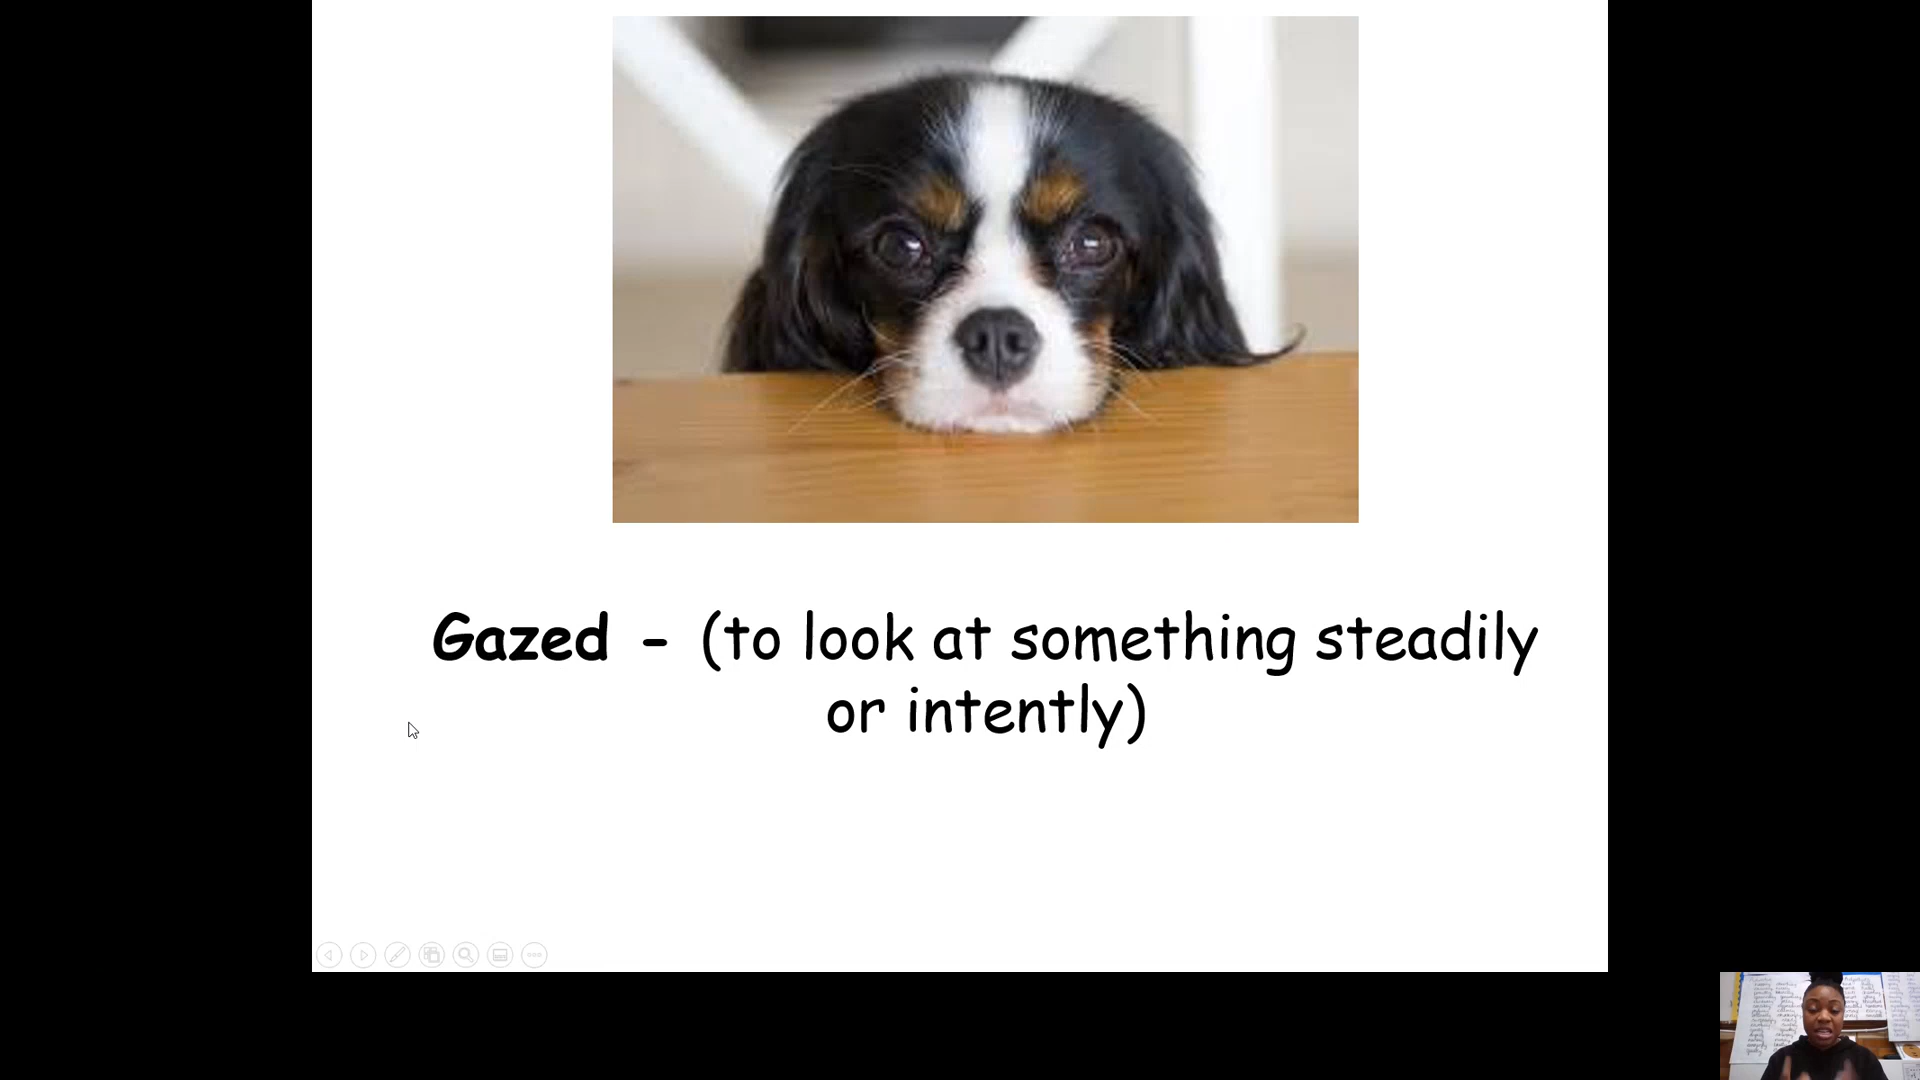 Gazed - (to look at something steadily
or intently)